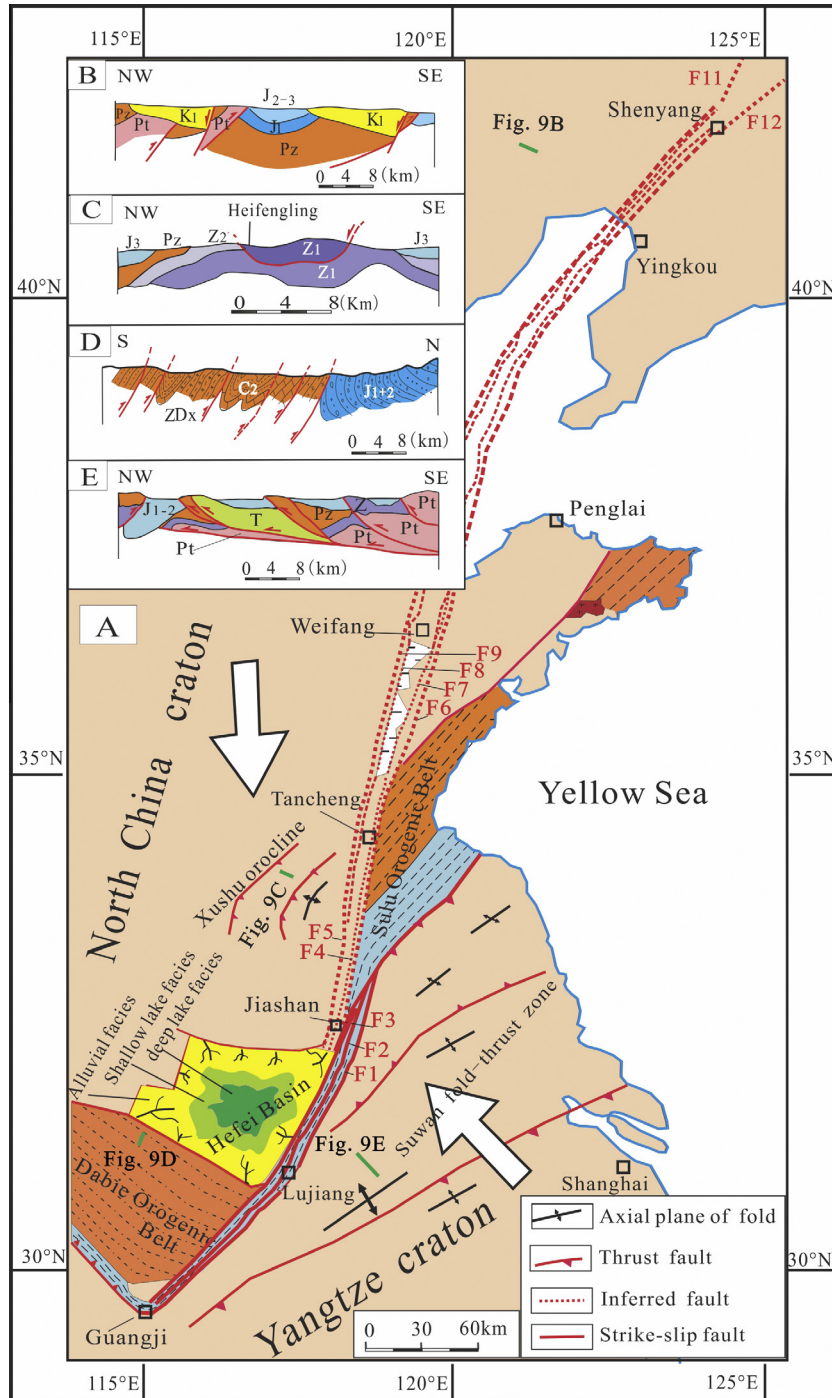 115°E 120°E 125°E
B NW SE
J2-3
Pz Pt K1 Pt J1 K1
Pz
0 4 8 (km)
C NW Heifengling SE
J3 Pz Z2 Z1 J3
Z1
0 4 8(Km)
D S N
C2 J1+2
ZDx
0 4 8(km)
E NW SE
J1-2 T Pz Z Pt
Pt Pt Pt
0 4 8(km)
F11
Shenyang
F12
Fig. 9B
Yingkou
40°N 40°N
Penglai
A
Weifang
F9
F8
F7
F6
North China craton
35°N 35°N
Yellow Sea
Tancheng
Sulu Orogenic Belt
Xushu orocline
Fig. 9C
F5
F4
Jiashan
F3
F2
F1
Alluvial facies
Shallow lake facies
deep lake facies
Hefei Basin
Suwan fold-thrust zone
Fig. 9D
Fig. 9E
Dabie Orogenic
Belt
Lujiang
Shanghai
30°N 30°N
Yangtze craton
Guangji
0 30 60km
Axial plane of fold
Thrust fault
Inferred fault
Strike-slip fault
115°E 120°E 125°E